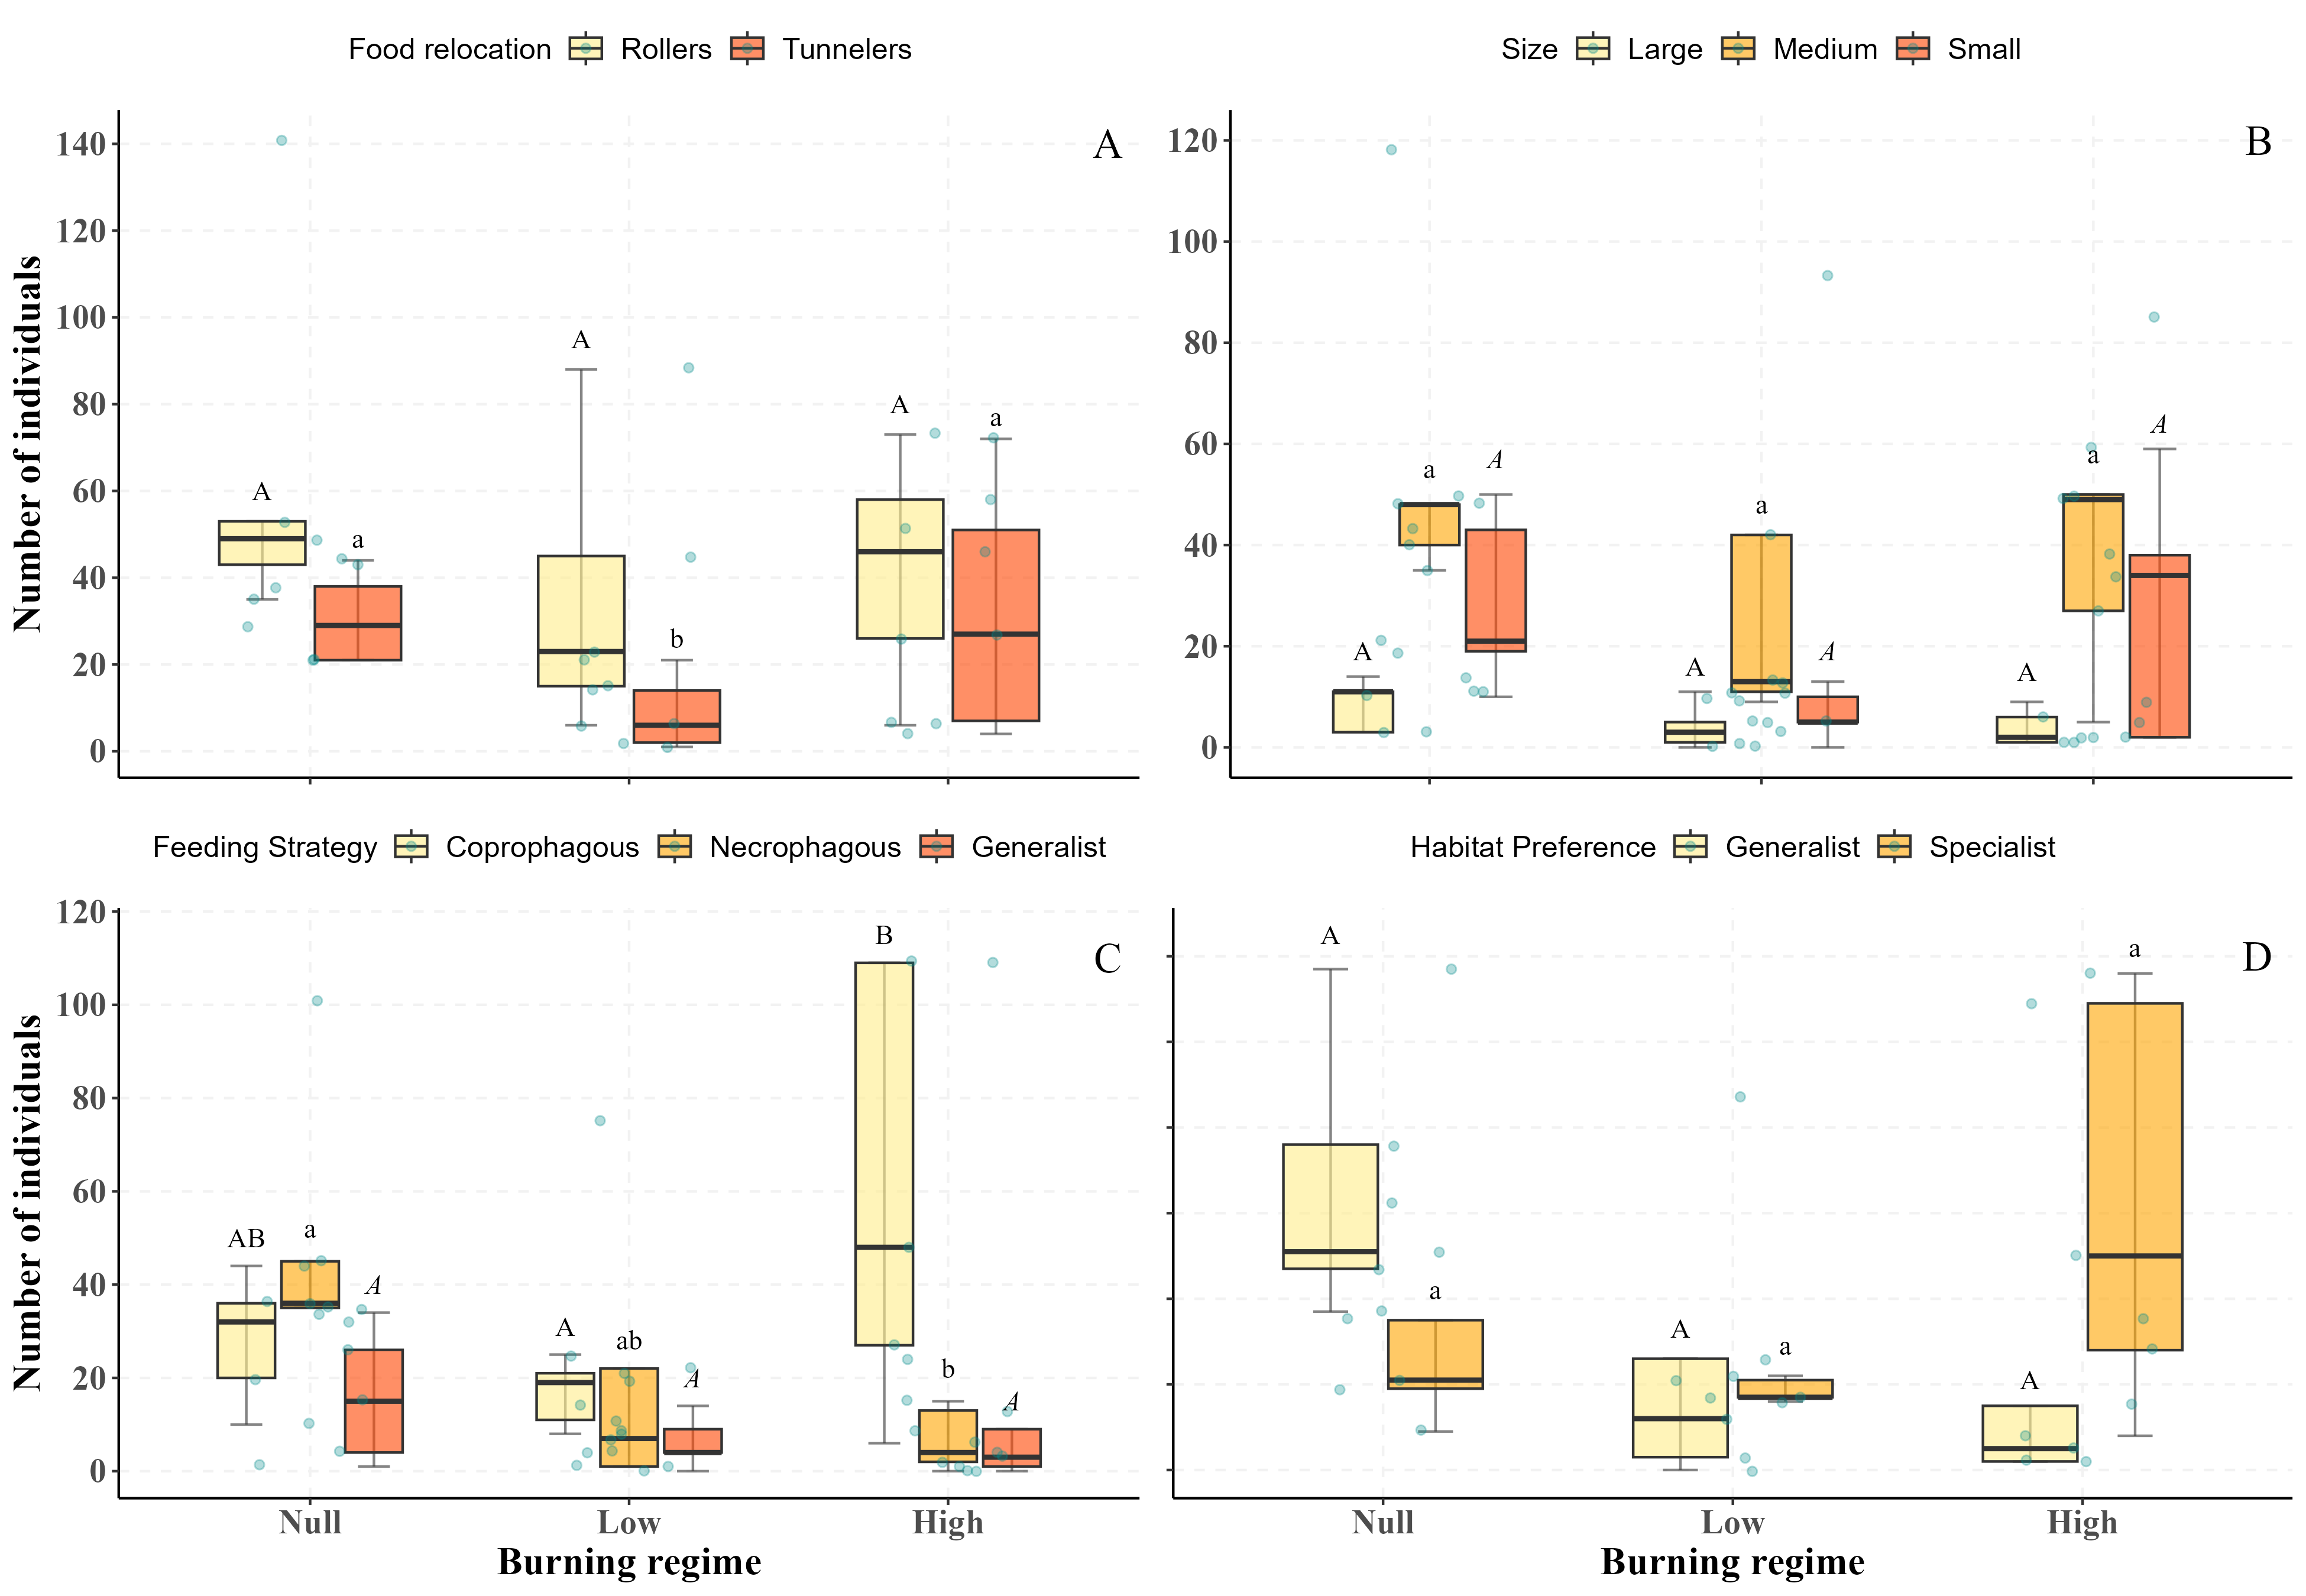 Food relocation Rollers Tunnelers
Size Large Medium Small
A
140
120
100
80
60
40
20
0
Number of individuals
A
a
A
b
A
a
B
120
100
80
60
40
20
0
A
a
A
A
a
A
A
a
A
Feeding Strategy Coprophagous Necrophagous Generalist
Habitat Preference Generalist Specialist
C
120
100
80
60
40
20
0
Number of individuals
AB
a
A
A
ab
A
B
b
A
Null Low High
Burning regime
D
A
a
A
a
A
a
Null Low High
Burning regime